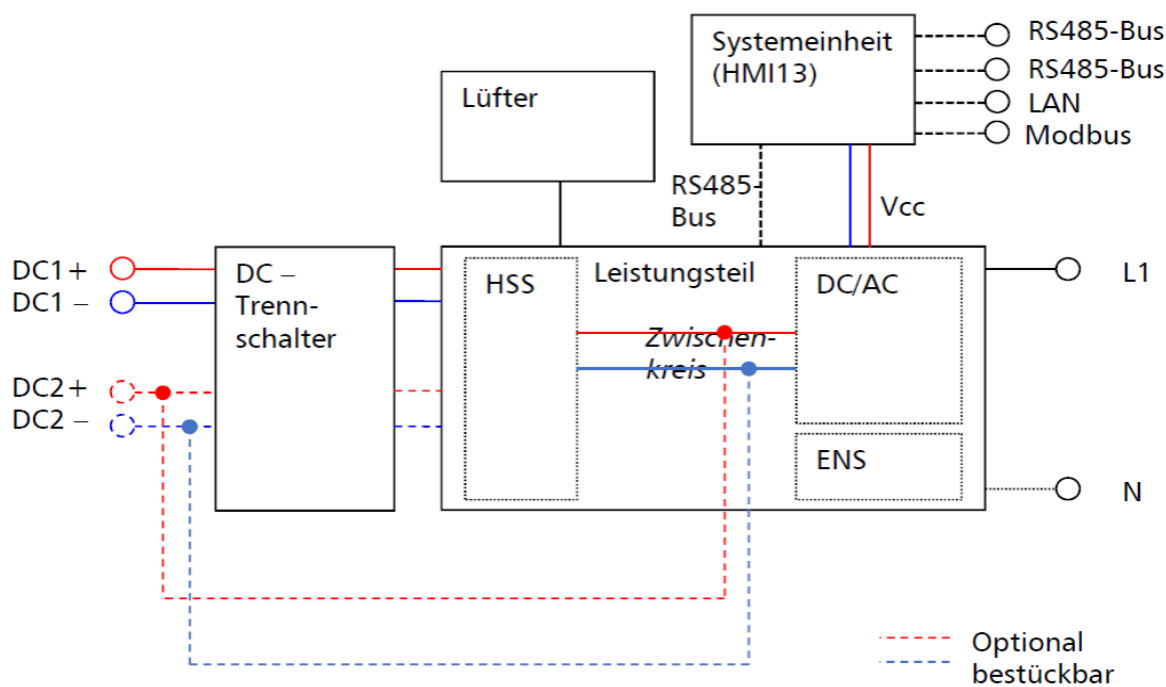 Systemeinheit
(HMI13)
RS485-Bus
RS485-Bus
LAN
Modbus
Lüfter
RS485-
Bus
Vcc
DC1 +
DC1 –
DC2 +
DC2 –
DC –
Trenn-
schalter
HSS
Leistungsteil
DC/AC
Zwischen-
kreis
ENS
L1
N
Optional
bestückbar